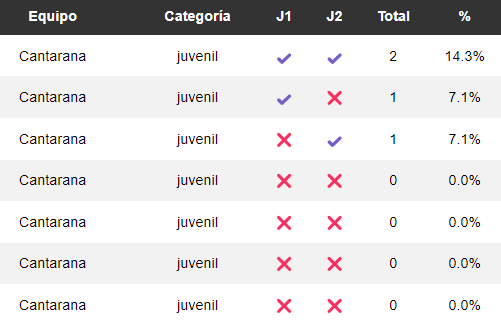 Equipo Categoría J1 J2 Total %
Cantarana juvenil ✓ ✓ 2 14.3%
Cantarana juvenil ✓ ✗ 1 7.1%
Cantarana juvenil ✗ ✓ 1 7.1%
Cantarana juvenil ✗ ✗ 0 0.0%
Cantarana juvenil ✗ ✗ 0 0.0%
Cantarana juvenil ✗ ✗ 0 0.0%
Cantarana juvenil ✗ ✗ 0 0.0%